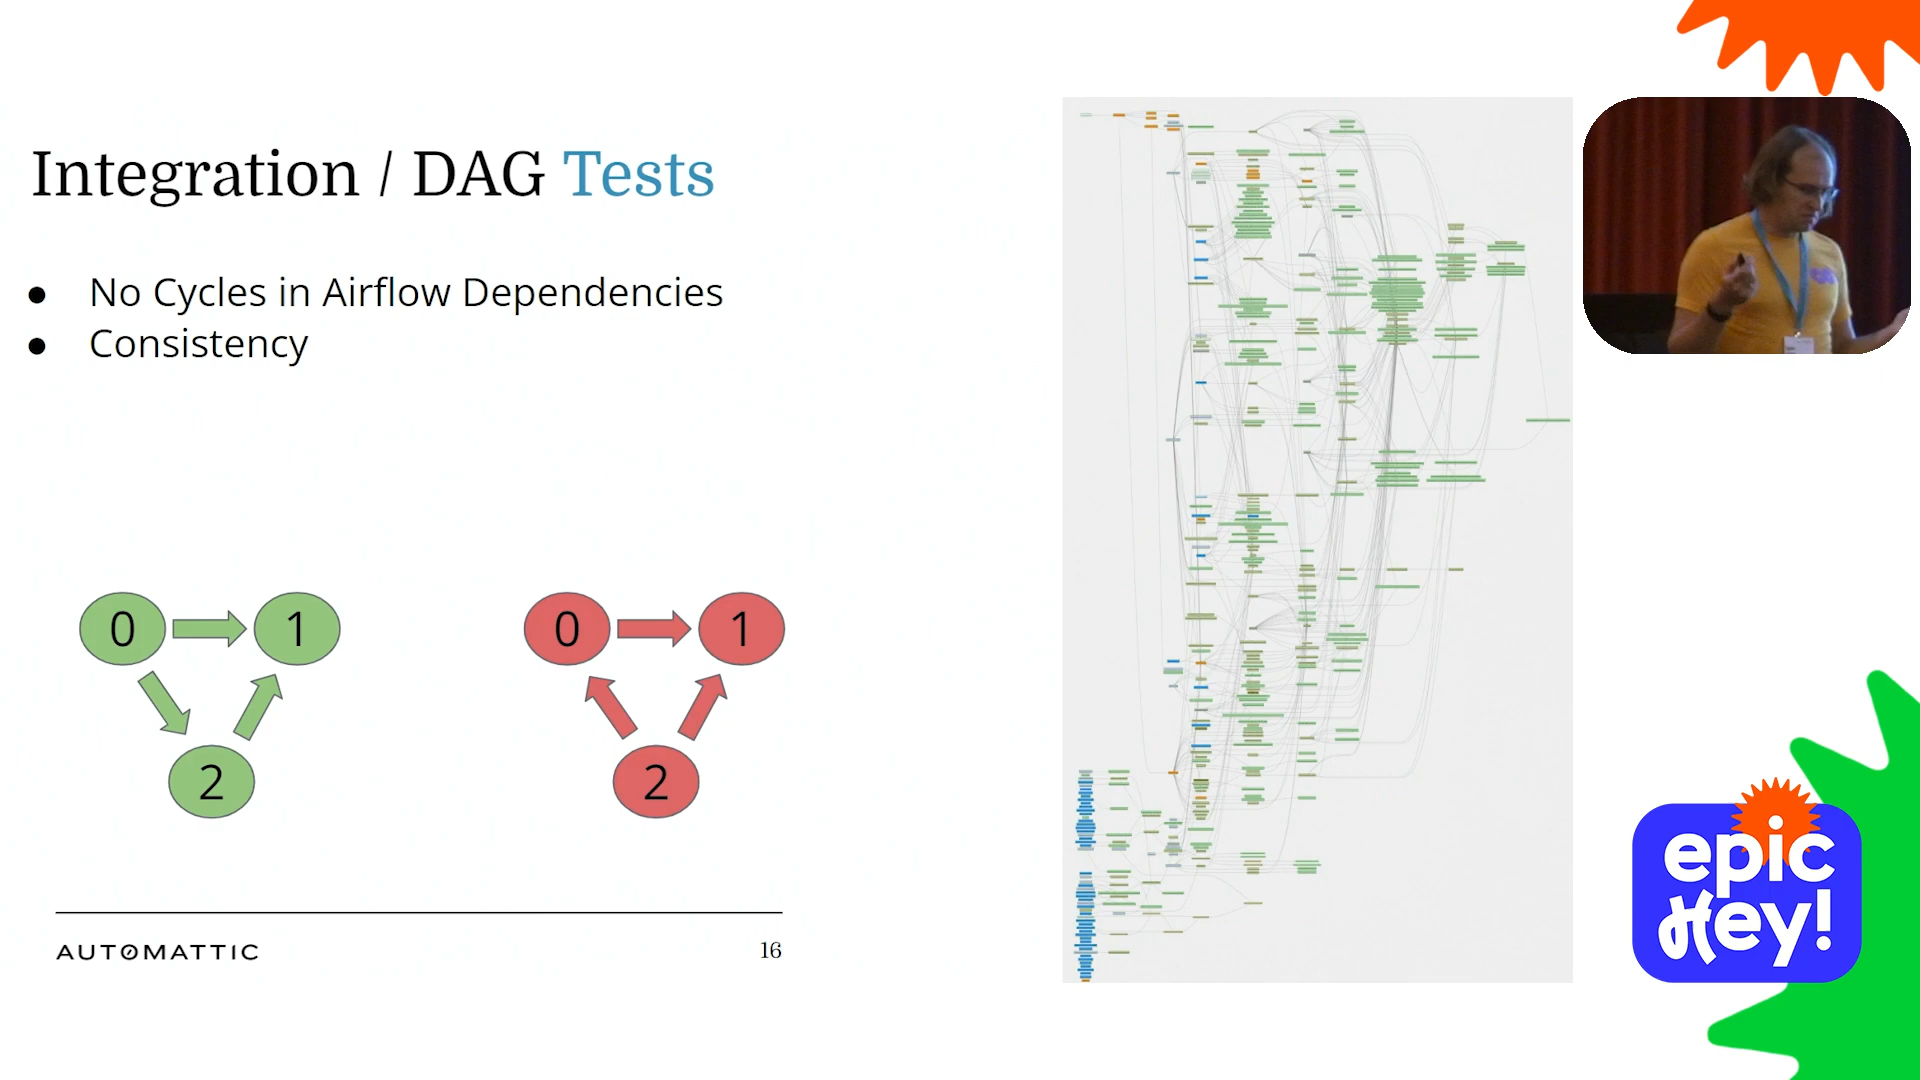 Integration / DAG Tests
● No Cycles in Airflow Dependencies
● Consistency
0
1
2
0
1
2
AUTOMATTIC
16
epic
Hey!